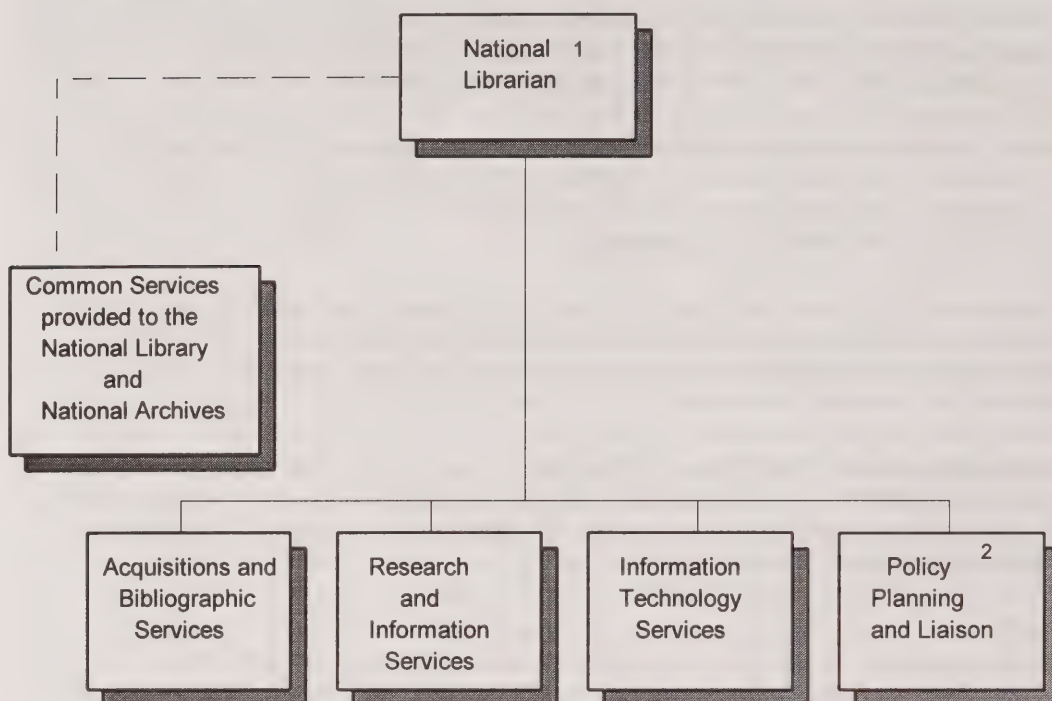 National 1
Librarian
Common Services
provided to the
National Library
and
National Archives
Acquisitions and
Bibliographic
Services
Research
and
Information
Services
Information
Technology
Services
2
Policy
Planning
and Liaison